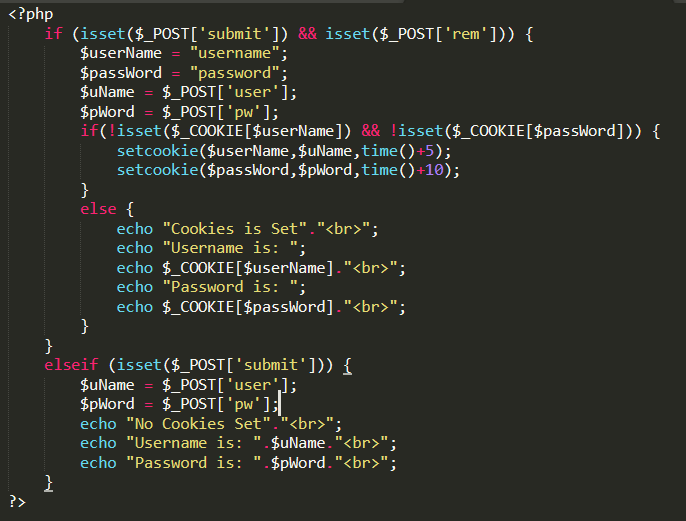 <?php
if (isset($_POST['submit']) && isset($_POST['rem'])) {
$userName = "username";
$passWord = "password";
$uName = $_POST['user'];
$pWord = $_POST['pw'];
if(!isset($_COOKIE[$userName]) && !isset($_COOKIE[$passWord])) {
setcookie($userName,$uName,time()+5);
setcookie($passWord,$pWord,time()+10);
}
else {
echo "Cookies is Set"."<br>";
echo "Username is: ";
echo $_COOKIE[$userName]."<br>";
echo "Password is: ";
echo $_COOKIE[$passWord]."<br>";
}
}
elseif (isset($_POST['submit'])) {
$uName = $_POST['user'];
$pWord = $_POST['pw'];
echo "No Cookies Set"."<br>";
echo "Username is: ".$uName."<br>";
echo "Password is: ".$pWord."<br>";
}
?>